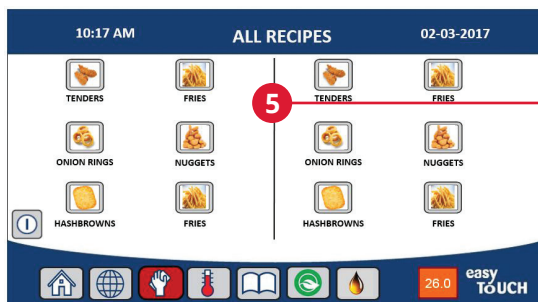 10:17 AM ALL RECIPES 02-03-2017
TENDERS FRIES TENDERS FRIES
5
ONION RINGS NUGGETS ONION RINGS NUGGETS
HASHBROWNS FRIES HASHBROWNS FRIES
26.0 easy TOUCH